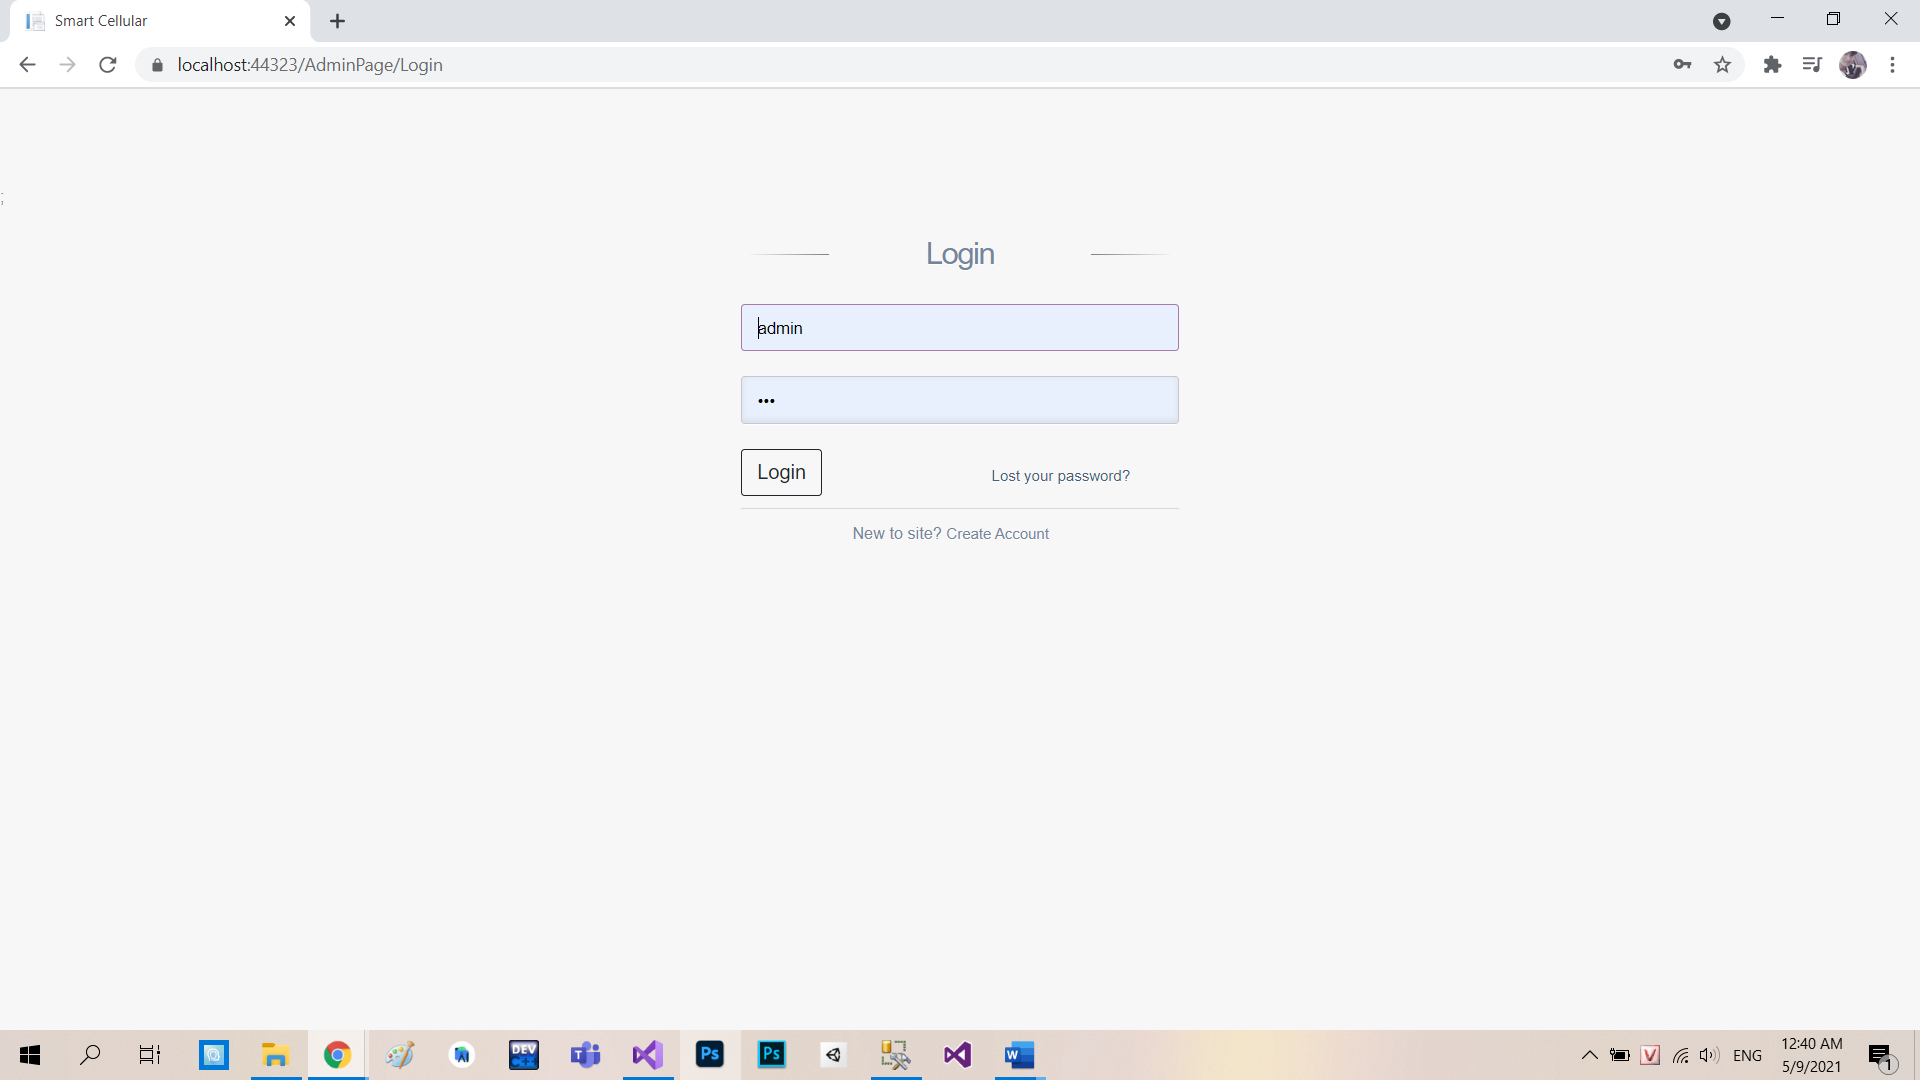 Smart Cellular
localhost:44323/AdminPage/Login
;
Login
admin
•••
Login
Lost your password?
New to site? Create Account
DEV
C++
Ps
Ps
W
V
ENG
12:40 AM
5/9/2021
1